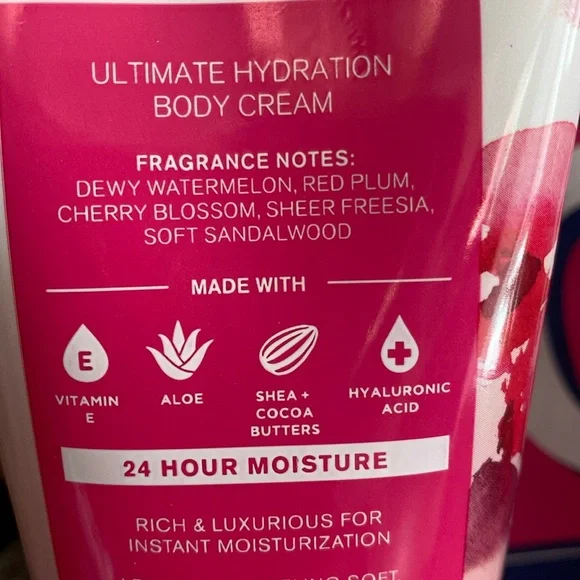 ULTIMATE HYDRATION
BODY CREAM
FRAGRANCE NOTES:
DEWY WATERMELON, RED PLUM,
CHERRY BLOSSOM, SHEER FREESIA,
SOFT SANDALWOOD
MADE WITH
E
VITAMIN
E
ALOE
SHEA +
COCOA
BUTTERS
HYALURONIC
ACID
24 HOUR MOISTURE
RICH & LUXURIOUS FOR
INSTANT MOISTURIZATION
SOFT